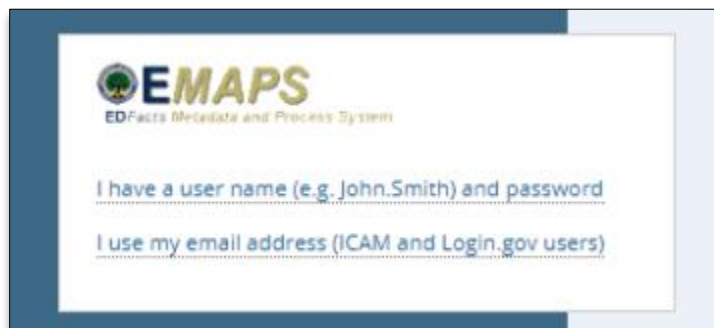 EMAPS
EDFacts Metadata and Process System
I have a user name (e.g. John.Smith) and password
I use my email address (ICAM and Login.gov users)